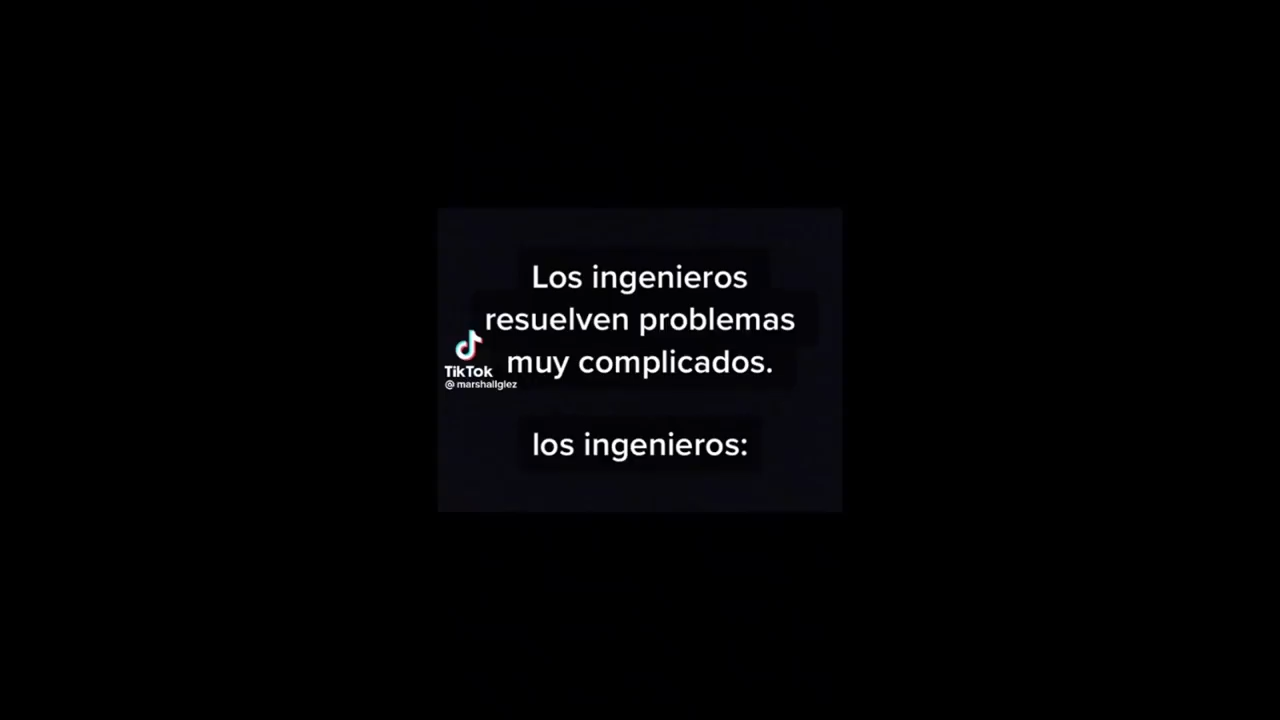 Los ingenieros
resuelven problemas
muy complicados.
TikTok
@marshallglez
los ingenieros: